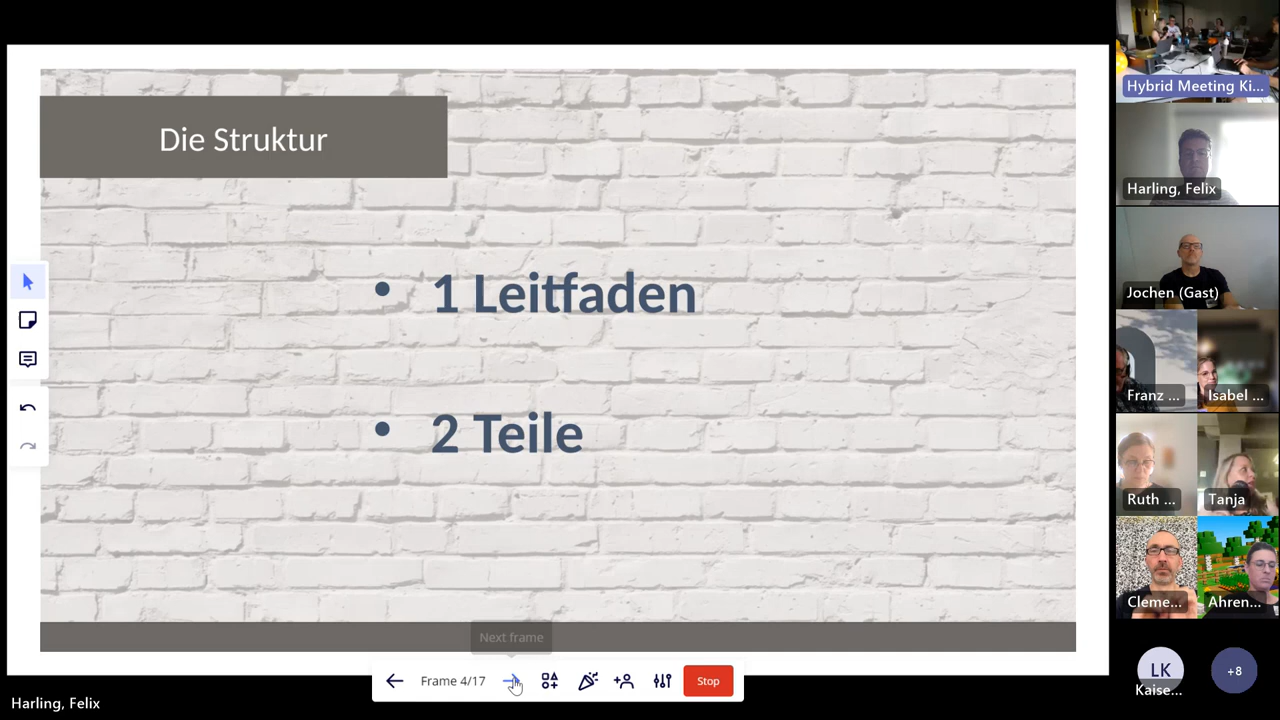 Die Struktur
• 1 Leitfaden
• 2 Teile
Next frame
Frame 4/17
Stop
Harling, Felix
Hybrid Meeting Ki...
Harling, Felix
Jochen (Gast)
Franz ...
Isabel ...
Ruth ...
Tanja
Cleme...
Ahren...
LK
Kaise...
+8